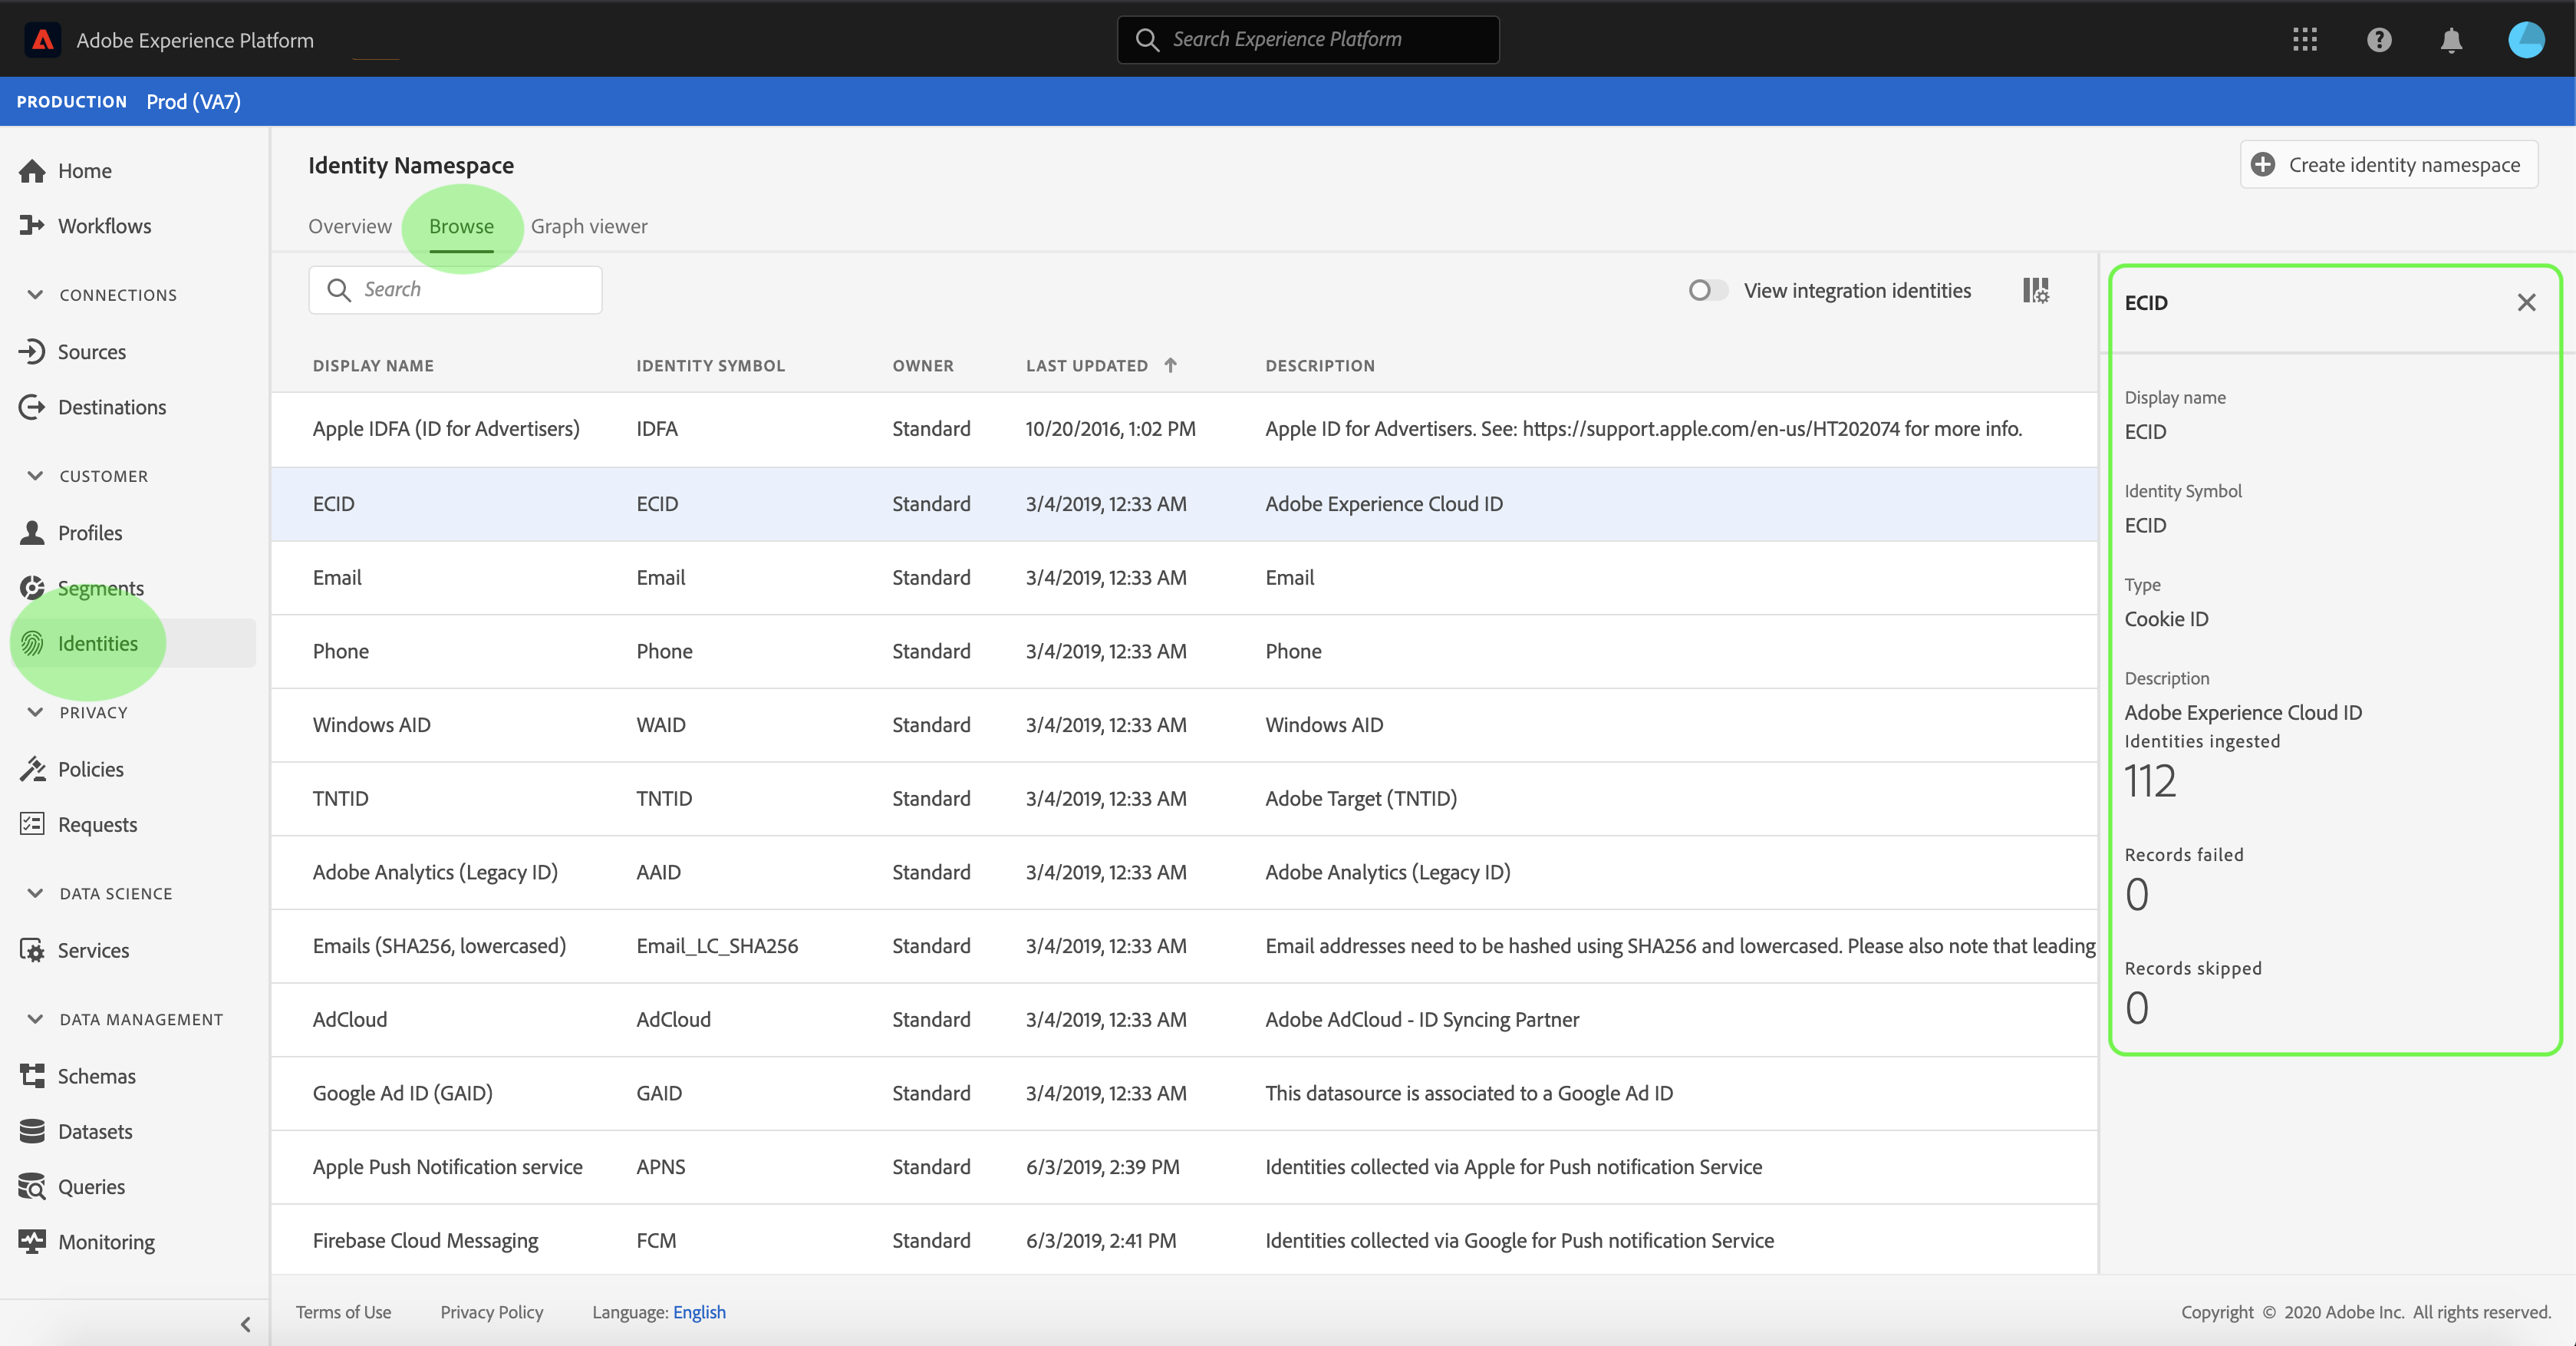 Adobe Experience Platform
Search Experience Platform
PRODUCTION Prod (VA7)
Home
Workflows
CONNECTIONS
Sources
Destinations
CUSTOMER
Profiles
Segments
Identities
PRIVACY
Policies
Requests
DATA SCIENCE
Services
DATA MANAGEMENT
Schemas
Datasets
Queries
Monitoring
Identity Namespace
Create identity namespace
Overview Browse Graph viewer
Search
View integration identities
DISPLAY NAME IDENTITY SYMBOL OWNER LAST UPDATED DESCRIPTION
Apple IDFA (ID for Advertisers) IDFA Standard 10/20/2016, 1:02 PM Apple ID for Advertisers. See: https://support.apple.com/en-us/HT202074 for more info.
ECID ECID Standard 3/4/2019, 12:33 AM Adobe Experience Cloud ID
Email Email Standard 3/4/2019, 12:33 AM Email
Phone Phone Standard 3/4/2019, 12:33 AM Phone
Windows AID WAID Standard 3/4/2019, 12:33 AM Windows AID
TNTID TNTID Standard 3/4/2019, 12:33 AM Adobe Target (TNTID)
Adobe Analytics (Legacy ID) AAID Standard 3/4/2019, 12:33 AM Adobe Analytics (Legacy ID)
Emails (SHA256, lowercased) Email_LC_SHA256 Standard 3/4/2019, 12:33 AM Email addresses need to be hashed using SHA256 and lowercased. Please also note that leading
AdCloud AdCloud Standard 3/4/2019, 12:33 AM Adobe AdCloud - ID Syncing Partner
Google Ad ID (GAID) GAID Standard 3/4/2019, 12:33 AM This datasource is associated to a Google Ad ID
Apple Push Notification service APNS Standard 6/3/2019, 2:39 PM Identities collected via Apple for Push notification Service
Firebase Cloud Messaging FCM Standard 6/3/2019, 2:41 PM Identities collected via Google for Push notification Service
ECID
Display name
ECID
Identity Symbol
ECID
Type
Cookie ID
Description
Adobe Experience Cloud ID
Identities ingested
112
Records failed
0
Records skipped
0
Terms of Use Privacy Policy Language: English
Copyright © 2020 Adobe Inc. All rights reserved.